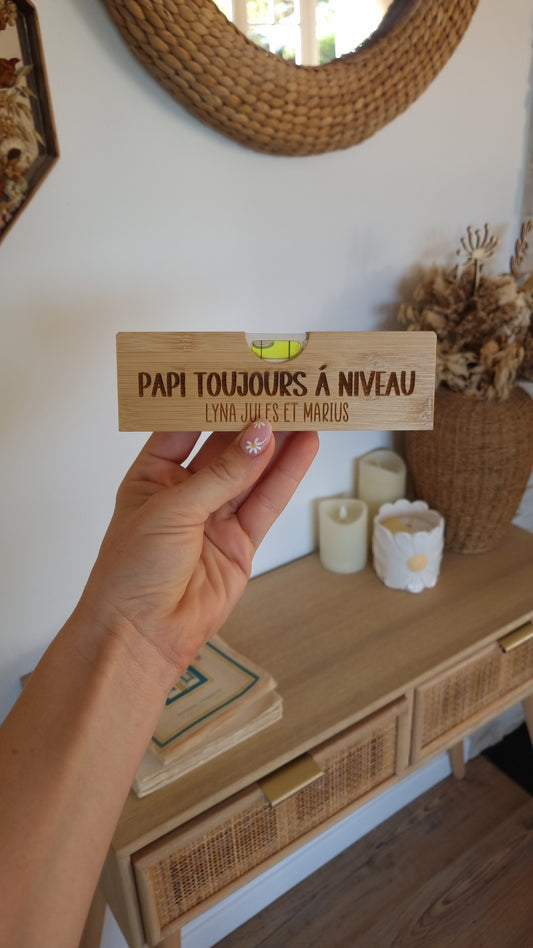 PAPI TOUJOURS Á NIVEAU
LYNA JULES ET MARIUS